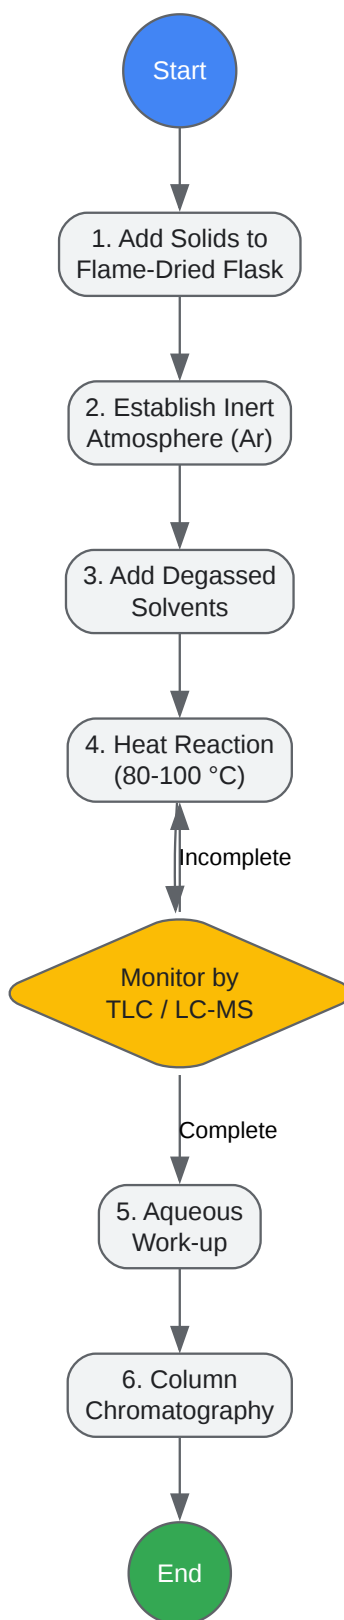 Start
1. Add Solids to
Flame-Dried Flask
2. Establish Inert
Atmosphere (Ar)
3. Add Degassed
Solvents
4. Heat Reaction
(80-100 °C)
Incomplete
Monitor by
TLC / LC-MS
Complete
5. Aqueous
Work-up
6. Column
Chromatography
End